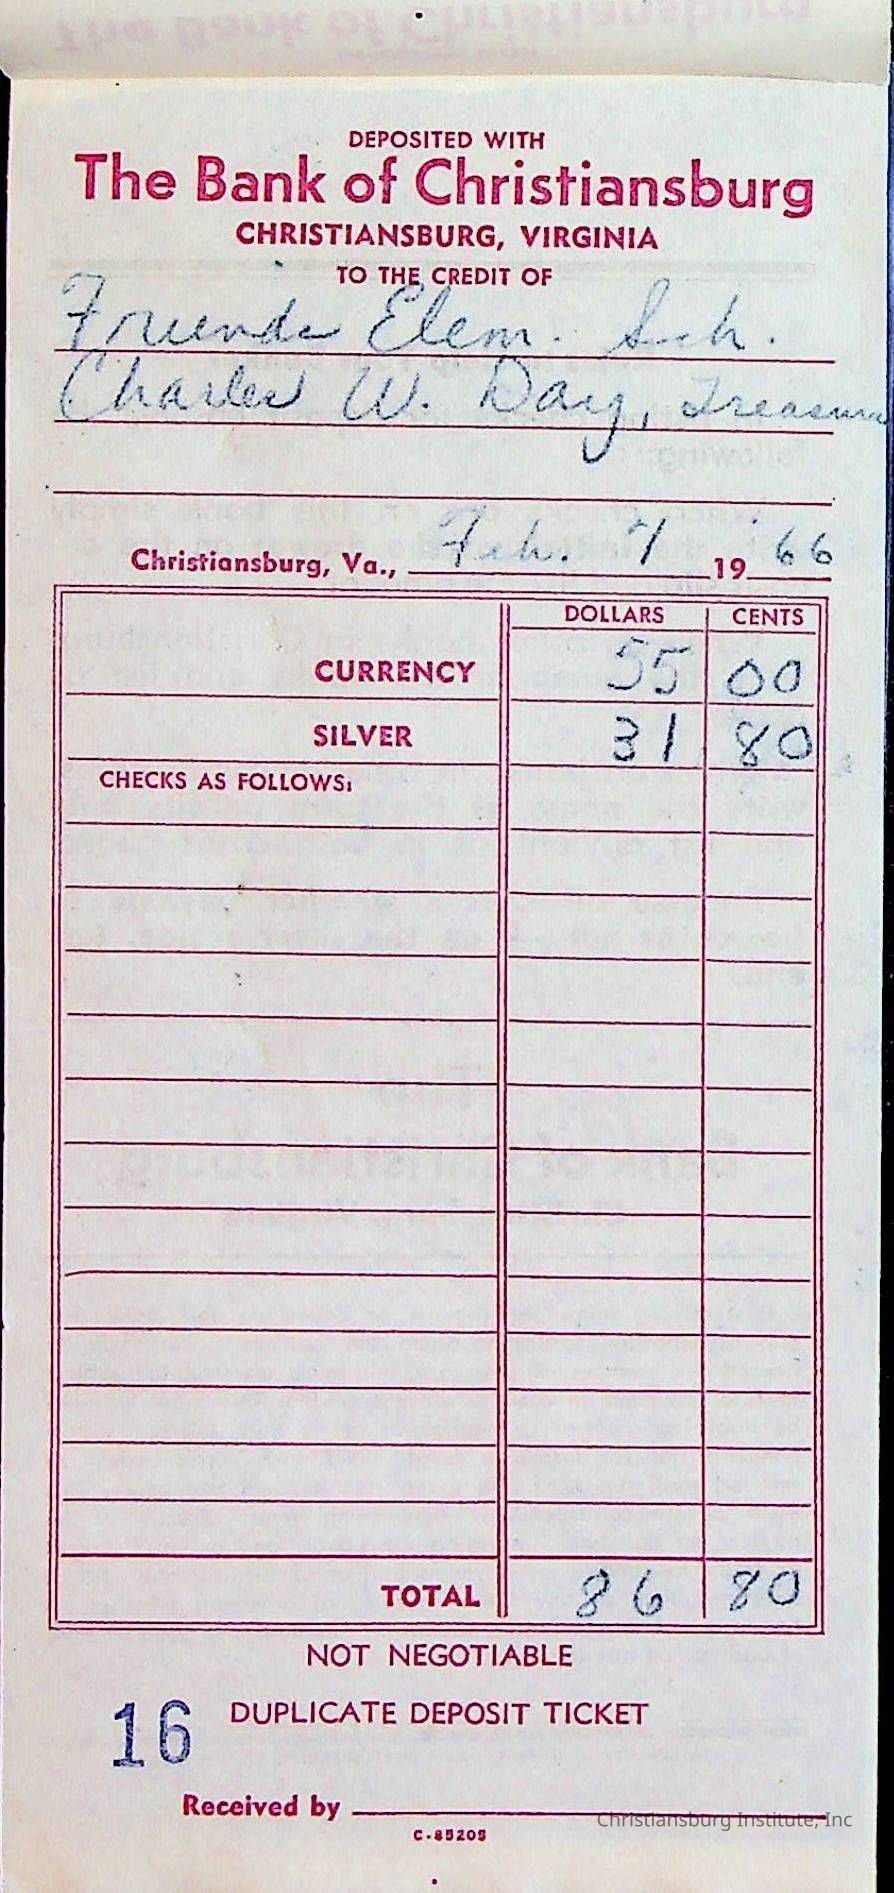 DEPOSITED WITH
The Bank of Christiansburg
CHRISTIANSBURG, VIRGINIA
TO THE CREDIT OF
Friends Elem. Sch.
Charles W. Day, Treasurer
Christiansburg, Va., Feb. 7 19 66
DOLLARS CENTS
CURRENCY 55 00
SILVER 31 80
CHECKS AS FOLLOWS:
TOTAL 86 80
NOT NEGOTIABLE
16 DUPLICATE DEPOSIT TICKET
Received by
Christiansburg Institute, Inc
C-85205